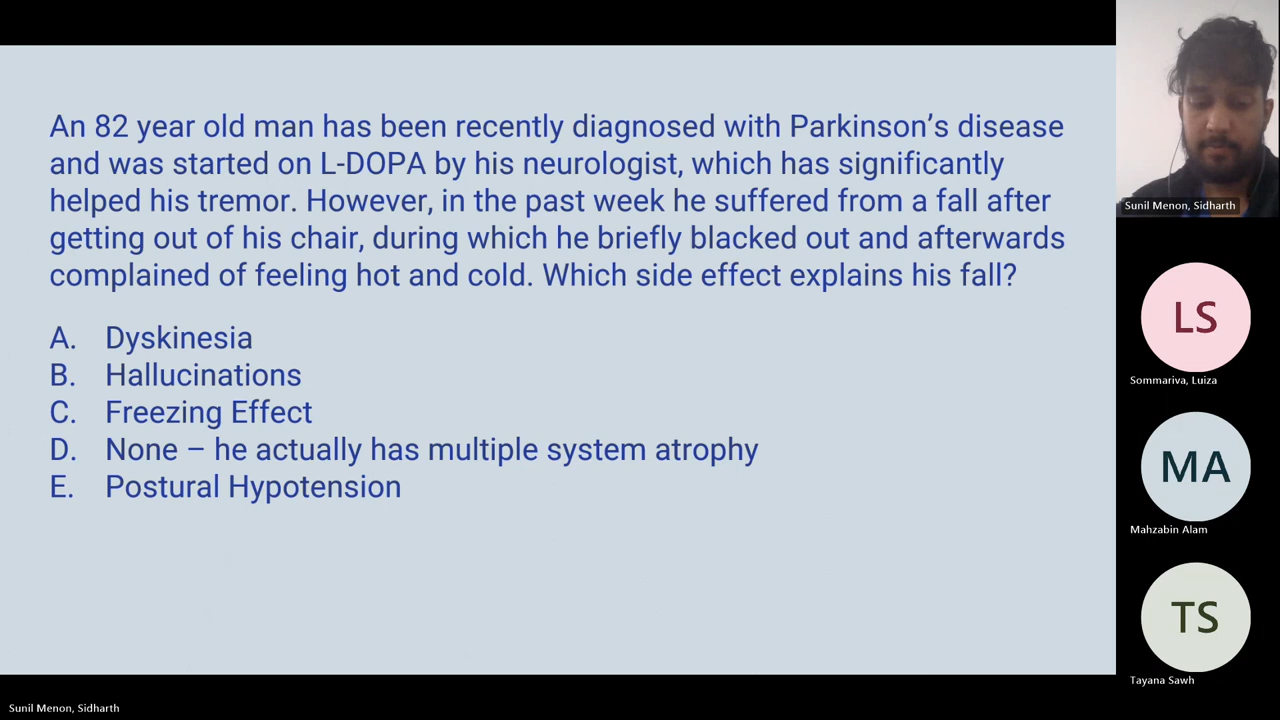 An 82 year old man has been recently diagnosed with Parkinson’s disease
and was started on L-DOPA by his neurologist, which has significantly
helped his tremor. However, in the past week he suffered from a fall after
getting out of his chair, during which he briefly blacked out and afterwards
complained of feeling hot and cold. Which side effect explains his fall?
A. Dyskinesia
B. Hallucinations
C. Freezing Effect
D. None – he actually has multiple system atrophy
E. Postural Hypotension
Sunil Menon, Sidharth
LS
Sommariva, Luiza
MA
Mahzabin Alam
TS
Tayana Sawh
Sunil Menon, Sidharth